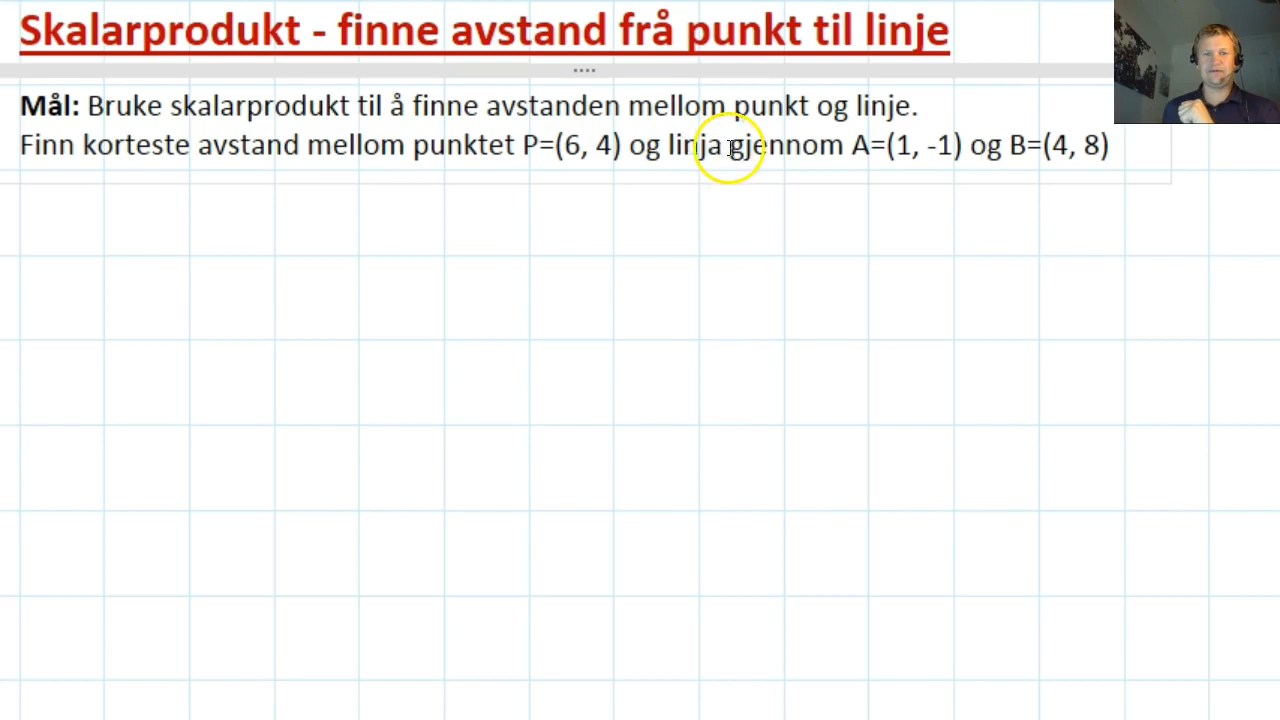 Skalarprodukt - finne avstand frå punkt til linje
Mål: Bruke skalarprodukt til å finne avstanden mellom punkt og linje.
Finn korteste avstand mellom punktet P=(6, 4) og linja gjennom A=(1, -1) og B=(4, 8)